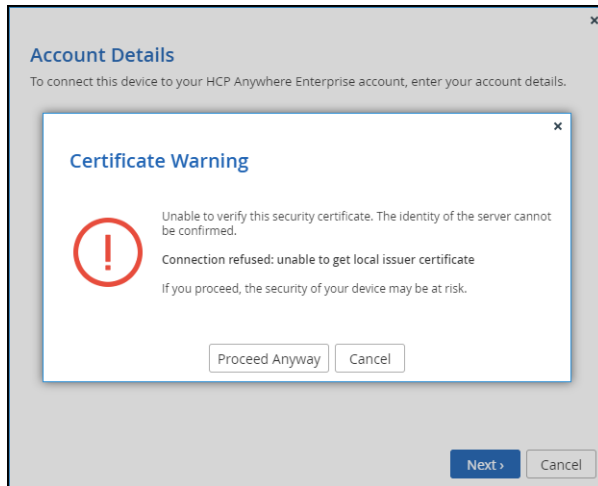 ×
Account Details
To connect this device to your HCP Anywhere Enterprise account, enter your account details.
×
Certificate Warning
!
Unable to verify this security certificate. The identity of the server cannot
be confirmed.
Connection refused: unable to get local issuer certificate
If you proceed, the security of your device may be at risk.
Proceed Anyway
Cancel
Next ›
Cancel